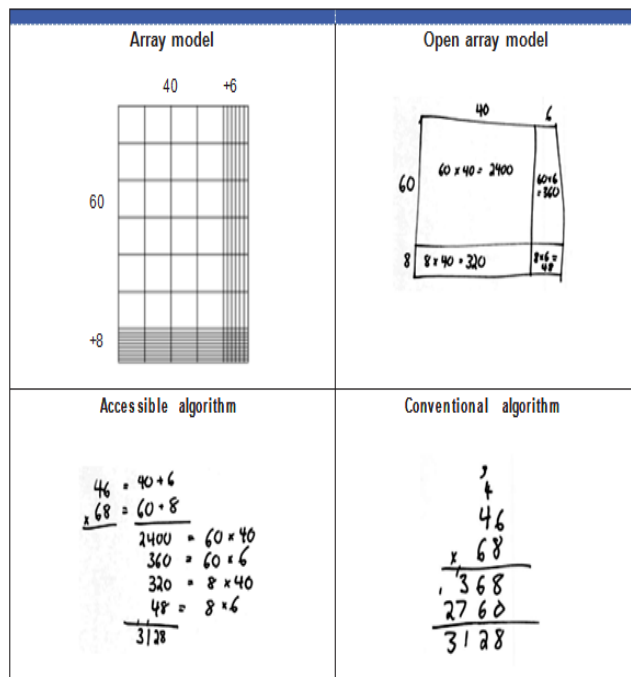 Array model
40 +6
60
+8
Open array model
40 6
60 60 × 40 = 2400 60×6
= 360
8 8 × 40 = 320 8×6 =
48
Accessible algorithm
46 = 40 + 6
× 68 = 60 + 8
2400 = 60 × 40
360 = 60 × 6
320 = 8 × 40
48 = 8 × 6
3128
Conventional algorithm
4
46
× 68
368
2760
3128